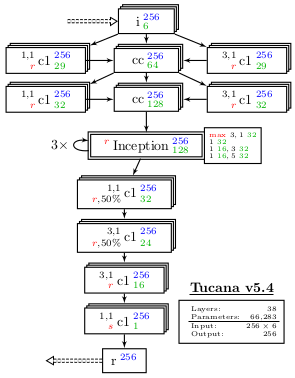 i 256 6
1,1 r c1 256 29
cc 256 64
3,1 r c1 256 29
1,1 r c1 256 32
cc 256 128
3,1 r c1 256 32
3× r Inception 256 128
max 3, 1 32
1 32
1 16, 3 32
1 16, 5 32
1,1 r,50% c1 256 32
3,1 r,50% c1 256 24
3,1 r c1 256 16
1,1 s c1 256 1
r 256
Tucana v5.4
Layers: 38
Parameters: 66,283
Input: 256 × 6
Output: 256